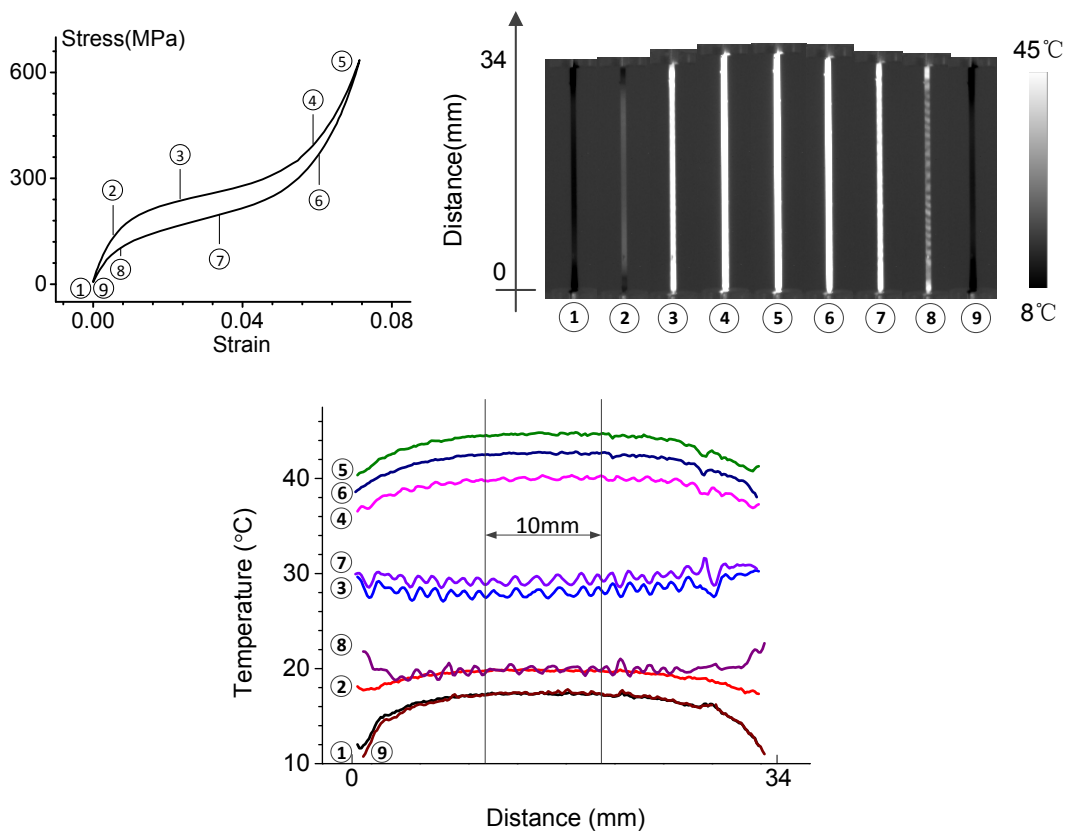 Stress(MPa)
600
300
0
0.00 0.04 0.08
Strain
① ② ③ ④ ⑤ ⑥ ⑦ ⑧ ⑨
Distance(mm)
34
0
① ② ③ ④ ⑤ ⑥ ⑦ ⑧ ⑨
45℃
8℃
Temperature (°C)
40
30
20
10
⑤
⑥
④
⑦
③
⑧
②
① ⑨
10mm
0 34
Distance (mm)